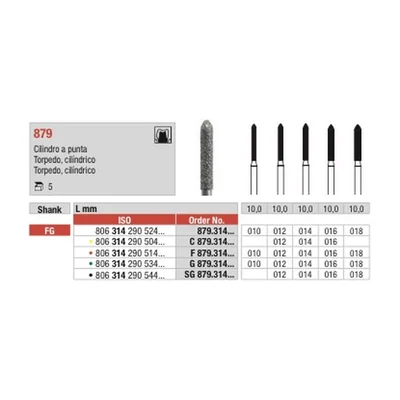 879
Cilindro a punta
Torpedo, cilíndrico
Torpedo, cilíndrico
5
Shank L mm 10,0 10,0 10,0 10,0 10,0
ISO Order No.
FG 806 314 290 524... 879.314... 010 012 014 016 018
806 314 290 504... C 879.314... 012 014 016
806 314 290 514... F 879.314... 010 012 014 016 018
806 314 290 534... G 879.314... 010 012 014 016 018
806 314 290 544... SG 879.314... 012 014 016 018